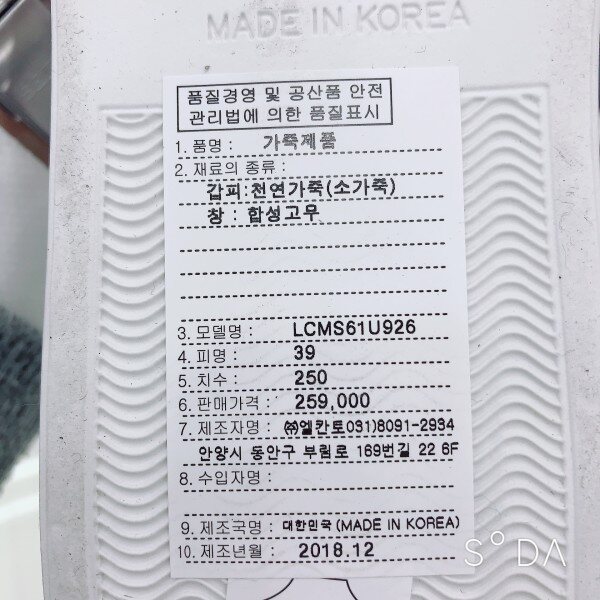 MADE IN KOREA
품질경영 및 공산품 안전
관리법에 의한 품질표시
1. 품명 : 가죽제품
2. 재료의 종류 :
갑피:천연가죽(소가죽)
창 : 합성고무
3. 모델명 : LCMS61U926
4. 피명 : 39
5. 치수 : 250
6. 판매가격 : 259,000
7. 제조자명 : ㈜엘칸토031)8091-2934
안양시 동안구 부림로 169번길 22 6F
8. 수입자명 :
9. 제조국명 : 대한민국(MADE IN KOREA)
10. 제조년월 : 2018.12
SODA